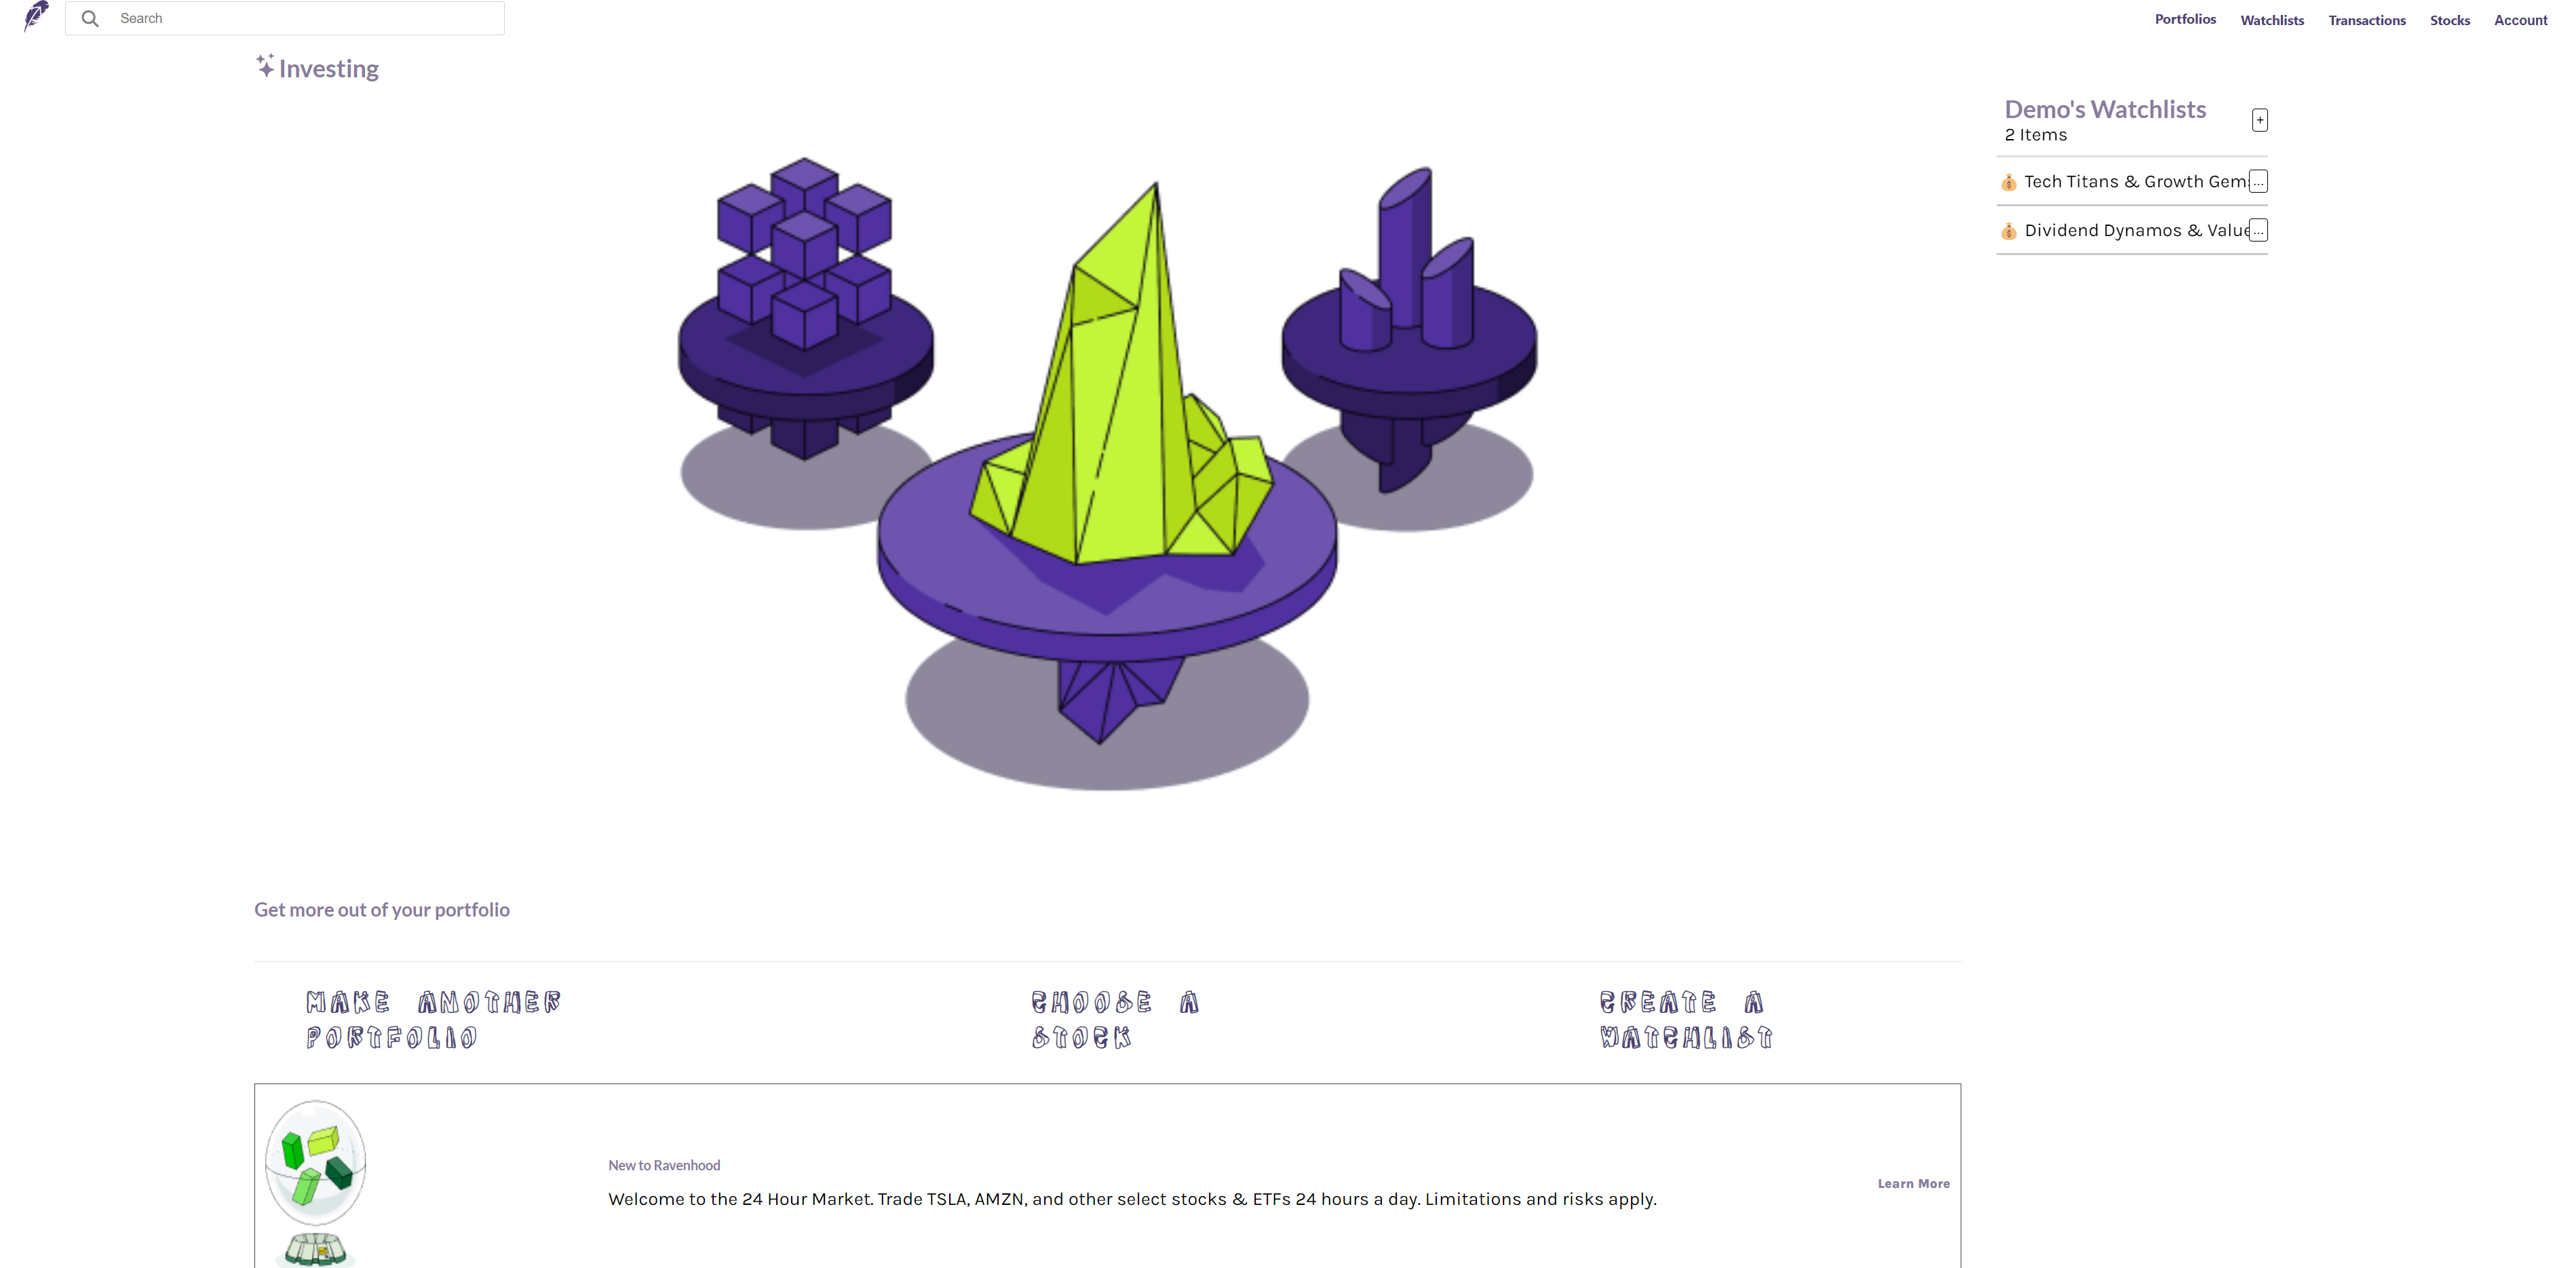 Search
Portfolios Watchlists Transactions Stocks Account
Investing
Demo's Watchlists
2 Items
+
Tech Titans & Growth Gem
...
Dividend Dynamos & Value
...
Get more out of your portfolio
MAKE ANOTHER
PORTFOLIO
CHOOSE A
STOCK
CREATE A
WATCHLIST
New to Ravenhood
Welcome to the 24 Hour Market. Trade TSLA, AMZN, and other select stocks & ETFs 24 hours a day. Limitations and risks apply.
Learn More